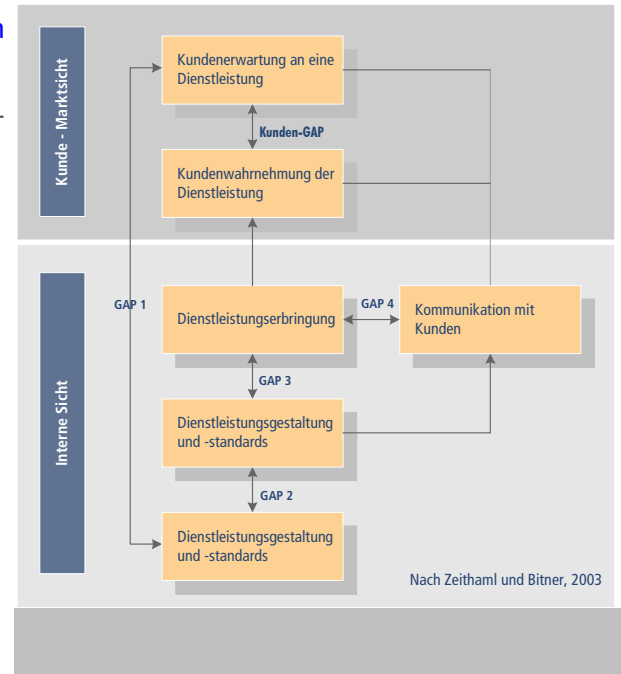 n
-
Kunde - Marktsicht
Kundenerwartung an eine
Dienstleistung
Kunden-GAP
Kundenwahrnehmung der
Dienstleistung
Interne Sicht
GAP 1
Dienstleistungserbringung
GAP 4
Kommunikation mit
Kunden
GAP 3
Dienstleistungsgestaltung
und -standards
GAP 2
Dienstleistungsgestaltung
und -standards
Nach Zeithaml und Bitner, 2003